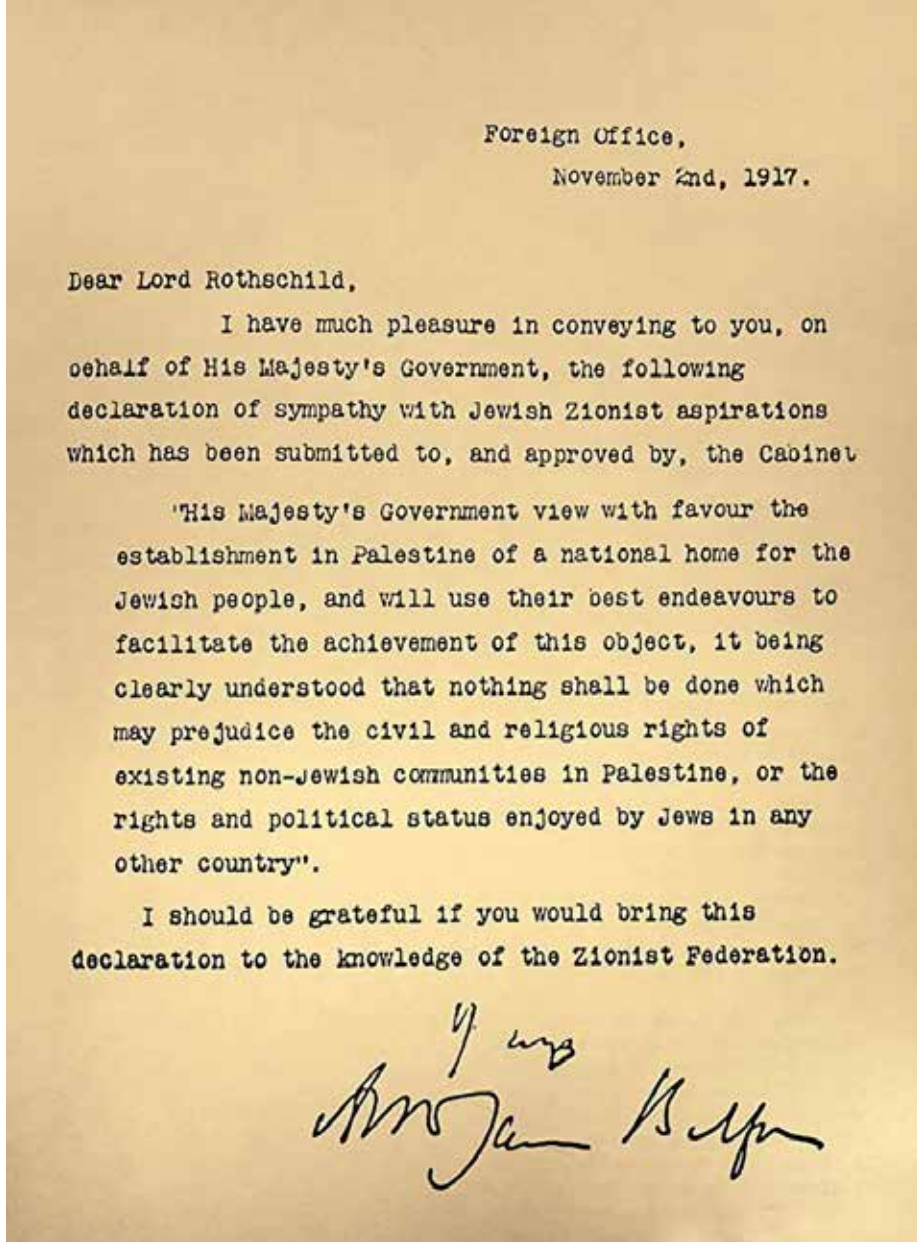 Foreign Office,
November 2nd, 1917.
Dear Lord Rothschild,
I have much pleasure in conveying to you, on
behalf of His Majesty's Government, the following
declaration of sympathy with Jewish Zionist aspirations
which has been submitted to, and approved by, the Cabinet
"His Majesty's Government view with favour the
establishment in Palestine of a national home for the
Jewish people, and will use their best endeavours to
facilitate the achievement of this object, it being
clearly understood that nothing shall be done which
may prejudice the civil and religious rights of
existing non-Jewish communities in Palestine, or the
rights and political status enjoyed by Jews in any
other country".
I should be grateful if you would bring this
declaration to the knowledge of the Zionist Federation.